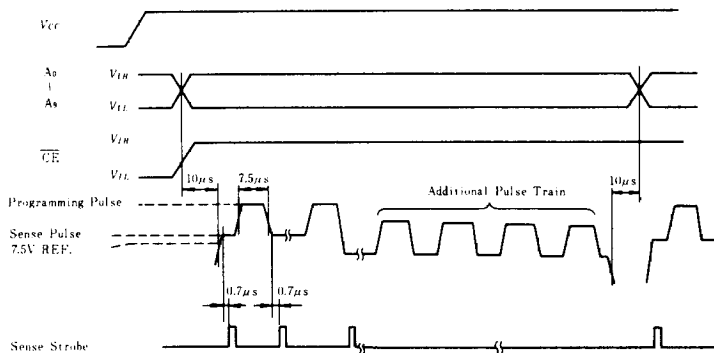 Vcc
A0
A9
VIH
VIL
CE
VIH
VIL
10μs
7.5μs
Additional Pulse Train
10μs
Programming Pulse
Sense Pulse
7.5V REF.
0.7μs
0.7μs
Sense Strobe